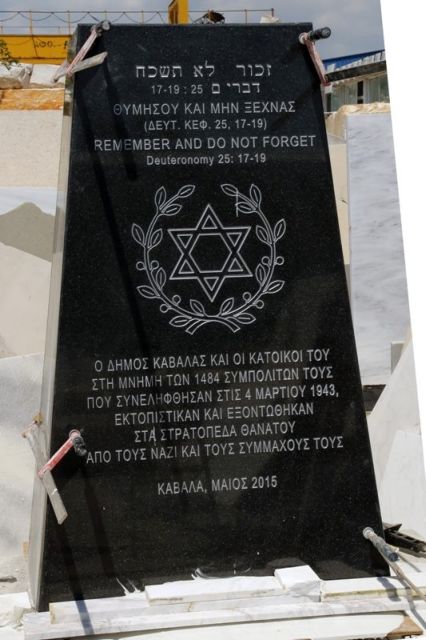 זכור לא תשכח
דברים 25 : 17-19
ΘΥΜΗΣΟΥ ΚΑΙ ΜΗΝ ΞΕΧΝΑΣ
(ΔΕΥΤ. ΚΕΦ. 25, 17-19)
REMEMBER AND DO NOT FORGET
Deuteronomy 25: 17-19
Ο ΔΗΜΟΣ ΚΑΒΑΛΑΣ ΚΑΙ ΟΙ ΚΑΤΟΙΚΟΙ ΤΟΥ
ΣΤΗ ΜΝΗΜΗ ΤΩΝ 1484 ΣΥΜΠΟΛΙΤΩΝ ΤΟΥΣ
ΠΟΥ ΣΥΝΕΛΗΦΘΗΣΑΝ ΣΤΙΣ 4 ΜΑΡΤΙΟΥ 1943,
ΕΚΤΟΠΙΣΤΙΚΑΝ ΚΑΙ ΕΞΟΝΤΩΘΗΚΑΝ
ΣΤΑ ΣΤΡΑΤΟΠΕΔΑ ΘΑΝΑΤΟΥ
ΑΠΟ ΤΟΥΣ ΝΑΖΙ ΚΑΙ ΤΟΥΣ ΣΥΜΜΑΧΟΥΣ ΤΟΥΣ
ΚΑΒΑΛΑ, ΜΑΙΟΣ 2015